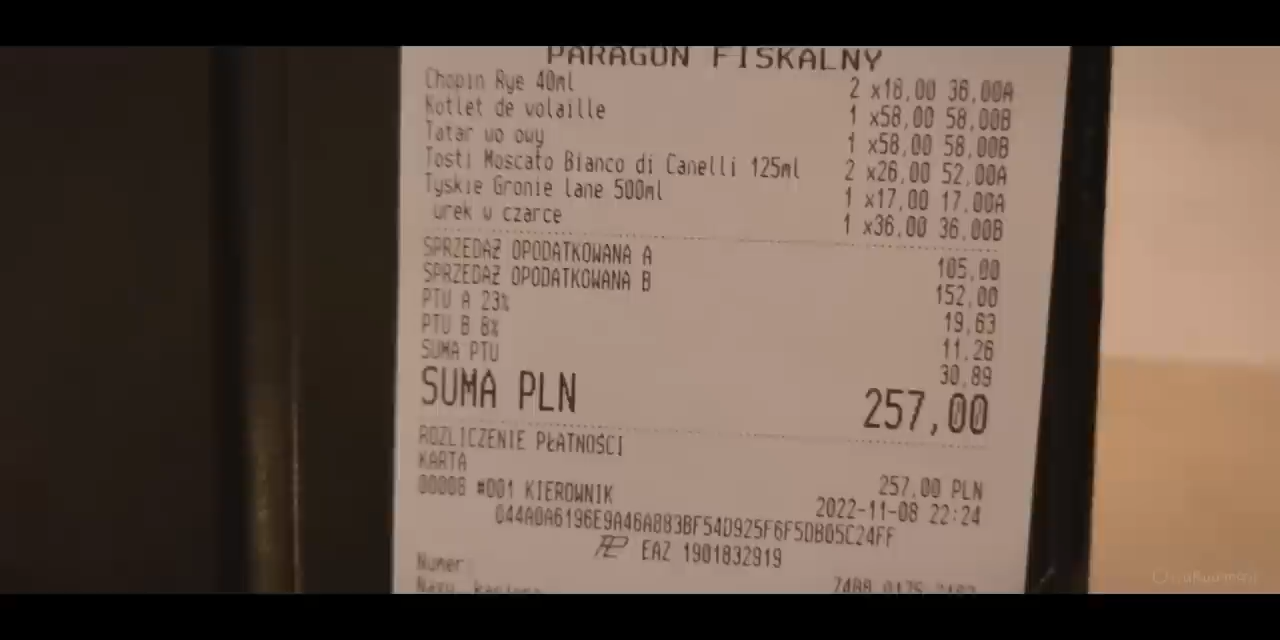 PARAGON FISKALNY
Chopin Rye 40ml 2 x18,00 36,00A
Kotlet de volaille 1 x58,00 58,00B
Tatar wo owy 1 x58,00 58,00B
Tosti Moscato Bianco di Canelli 125ml 2 x26,00 52,00A
Tyskie Gronie lane 500ml 1 x17,00 17,00A
urek w czarce 1 x36,00 36,00B
SPRZEDAŻ OPODATKOWANA A 105,00
SPRZEDAŻ OPODATKOWANA B 152,00
PTU A 23% 19,63
PTU B 8% 11,26
SUMA PTU 30,89
SUMA PLN 257,00
ROZLICZENIE PŁATNOŚCI
KARTA 257,00 PLN
00008 #001 KIEROWNIK 2022-11-08 22:24
044A0A6196E9A46A883BF54D925F6F5DB05C24FF
EAZ 1901832919
Numer